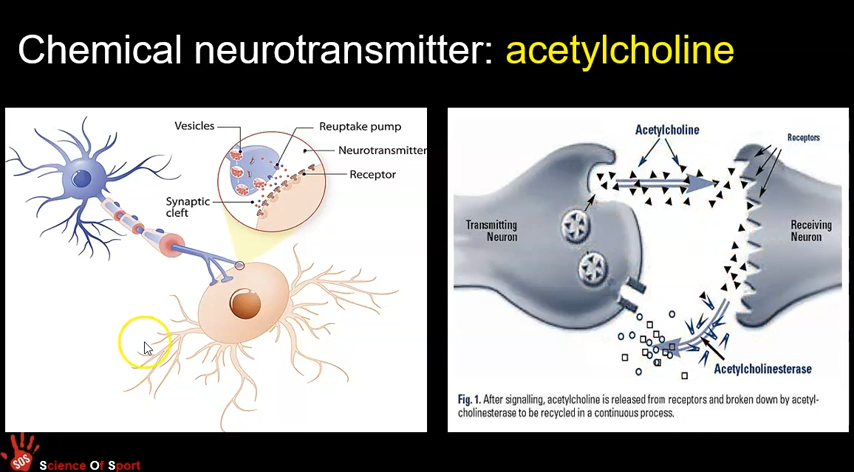 Chemical neurotransmitter: acetylcholine
Vesicles
Reuptake pump
Neurotransmitter
Receptor
Synaptic
cleft
Acetylcholine
Receptors
Transmitting
Neuron
Receiving
Neuron
Acetylcholinesterase
Fig. 1. After signalling, acetylcholine is released from receptors and broken down by acetyl-
cholinesterase to be recycled in a continuous process.
SOS
Science Of Sport